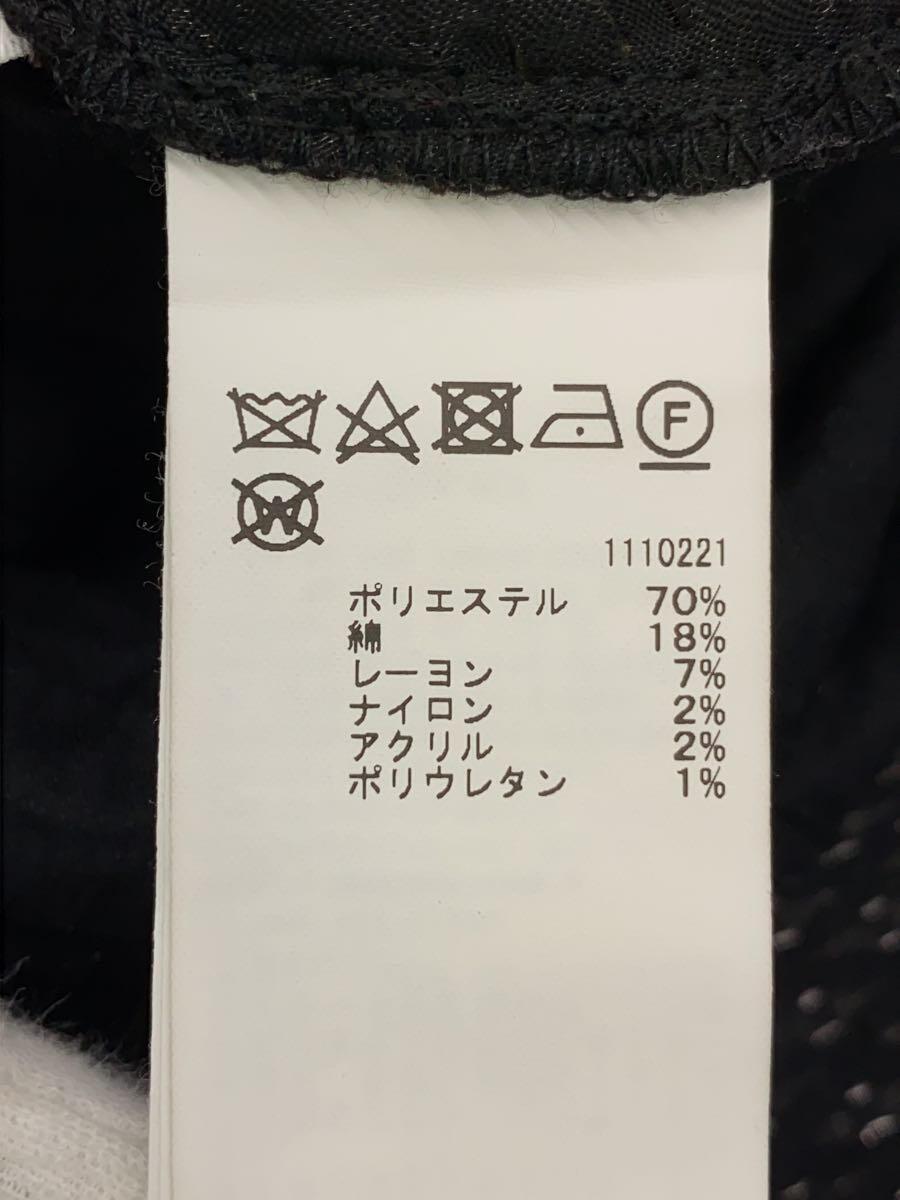 F
W
1110221
ポリエステル 70%
綿 18%
レーヨン 7%
ナイロン 2%
アクリル 2%
ポリウレタン 1%